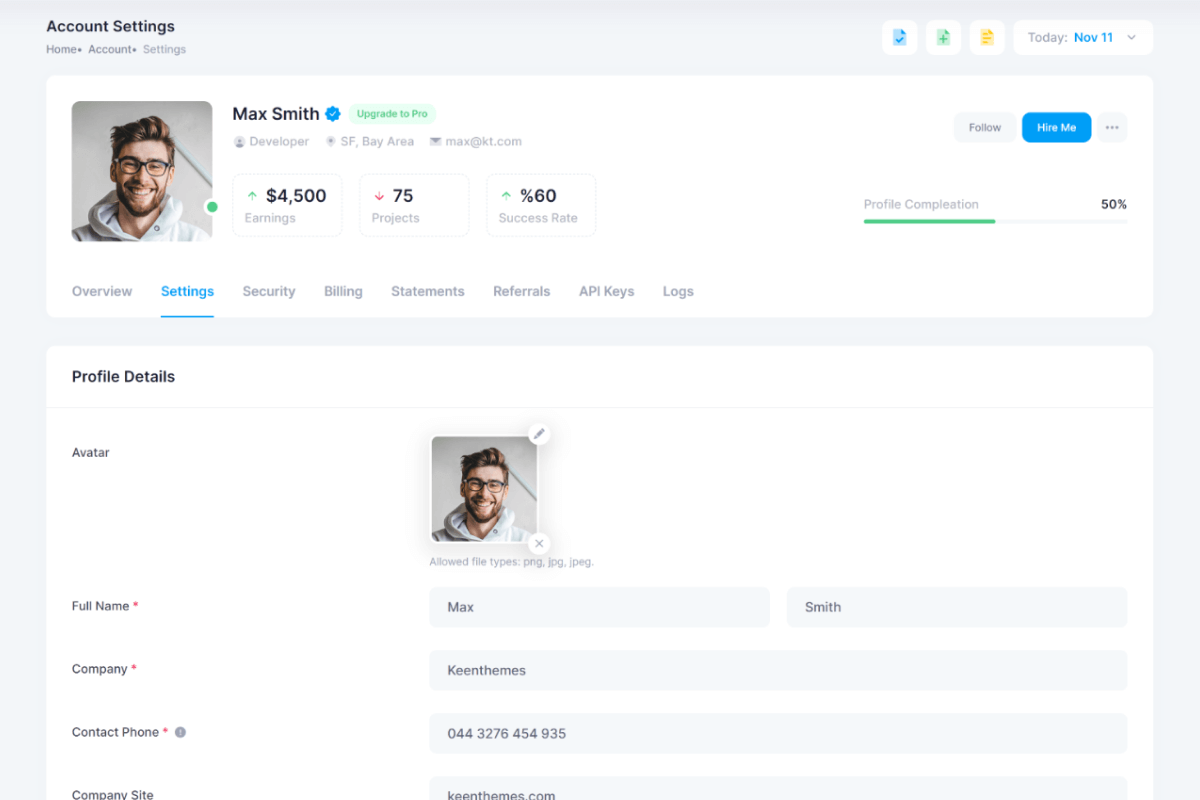 Account Settings
Home• Account• Settings
Today: Nov 11
Max Smith Upgrade to Pro
Developer SF, Bay Area max@kt.com
Follow Hire Me
$4,500
Earnings
75
Projects
%60
Success Rate
Profile Compleation 50%
Overview Settings Security Billing Statements Referrals API Keys Logs
Profile Details
Avatar
Allowed file types: png, jpg, jpeg.
Full Name * Max Smith
Company * Keenthemes
Contact Phone * 044 3276 454 935
Company Site keenthemes.com